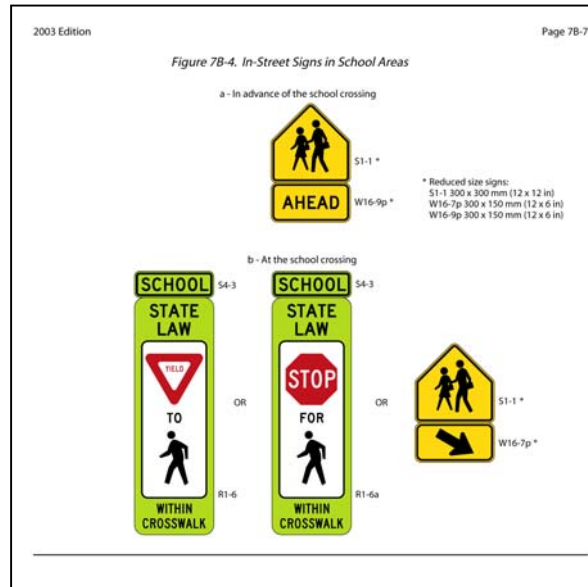 2003 Edition
Page 7B-7
Figure 7B-4. In-Street Signs in School Areas
a - In advance of the school crossing
S1-1 *
AHEAD
W16-9p *
* Reduced size signs:
S1-1 300 x 300 mm (12 x 12 in)
W16-7p 300 x 150 mm (12 x 6 in)
W16-9p 300 x 150 mm (12 x 6 in)
b - At the school crossing
SCHOOL
S4-3
STATE
LAW
YIELD
TO
R1-6
WITHIN
CROSSWALK
OR
SCHOOL
S4-3
STATE
LAW
STOP
FOR
R1-6a
WITHIN
CROSSWALK
OR
S1-1 *
W16-7p *